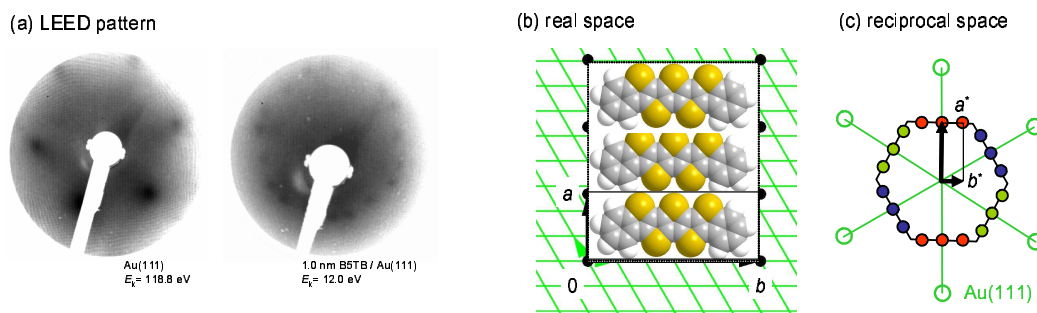 (a) LEED pattern
Au(111)
Eₖ= 118.8 eV
1.0 nm B5TB / Au(111)
Eₖ= 12.0 eV
(b) real space
a
0
b
(c) reciprocal space
a*
b*
Au(111)